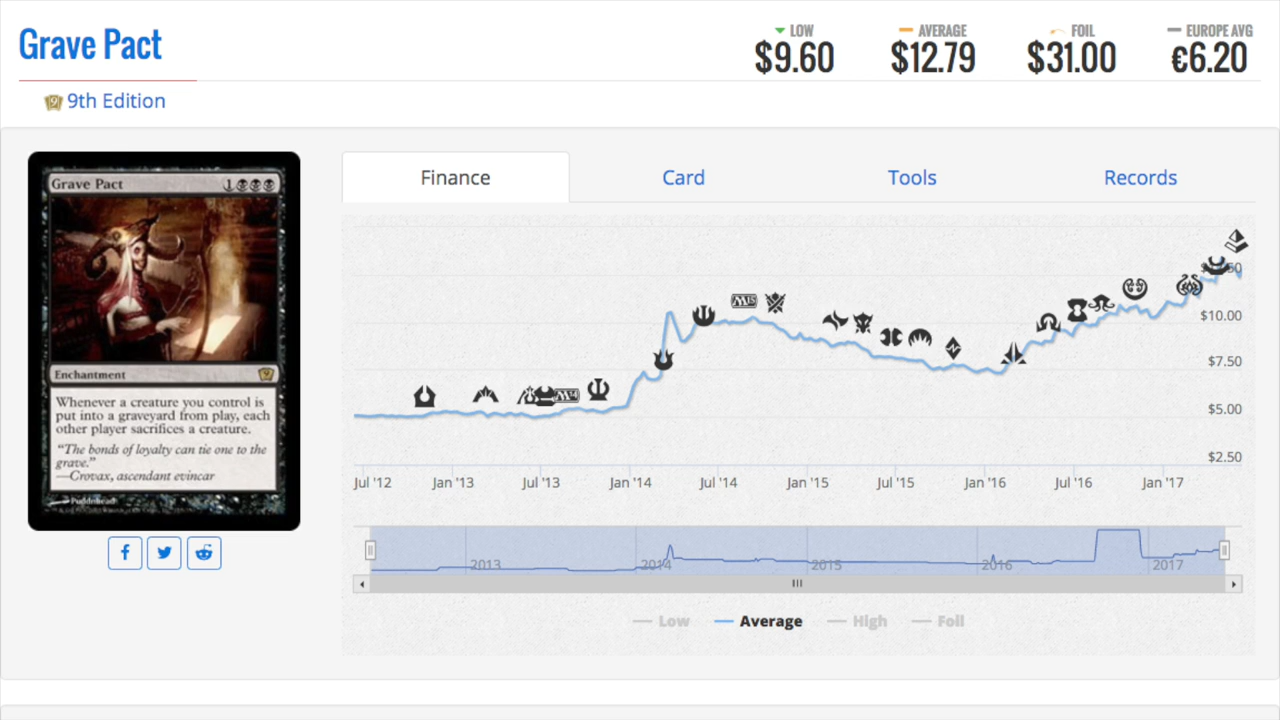 Grave Pact
LOW
$9.60
AVERAGE
$12.79
FOIL
$31.00
EUROPE AVG
€6.20
9th Edition
Grave Pact
1
Enchantment
Whenever a creature you control is
put into a graveyard from play, each
other player sacrifices a creature.
"The bonds of loyalty can tie one to the
grave."
—Crovax, ascendant evincar
Puddnhead
Finance
Card
Tools
Records
$10.00
$7.50
$5.00
$2.50
Jul '12
Jan '13
Jul '13
Jan '14
Jul '14
Jan '15
Jul '15
Jan '16
Jul '16
Jan '17
2013
2014
2015
2016
2017
Low
Average
High
Foil